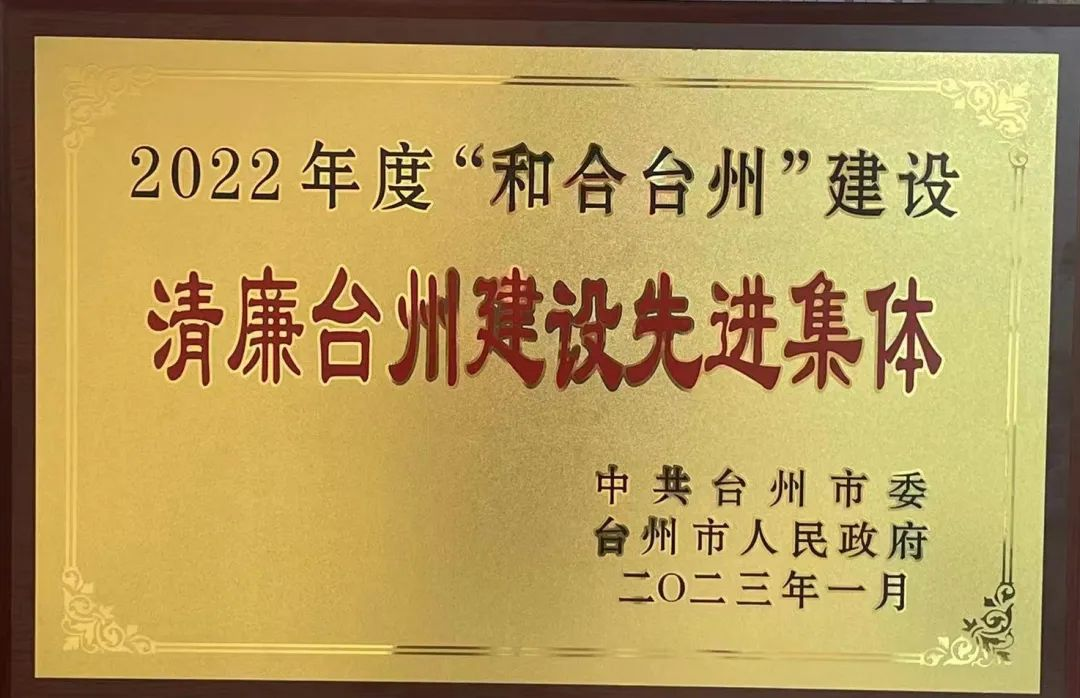 2022年度“和合台州”建设
清廉台州建设先进集体
中共台州市委
台州市人民政府
二〇二三年一月